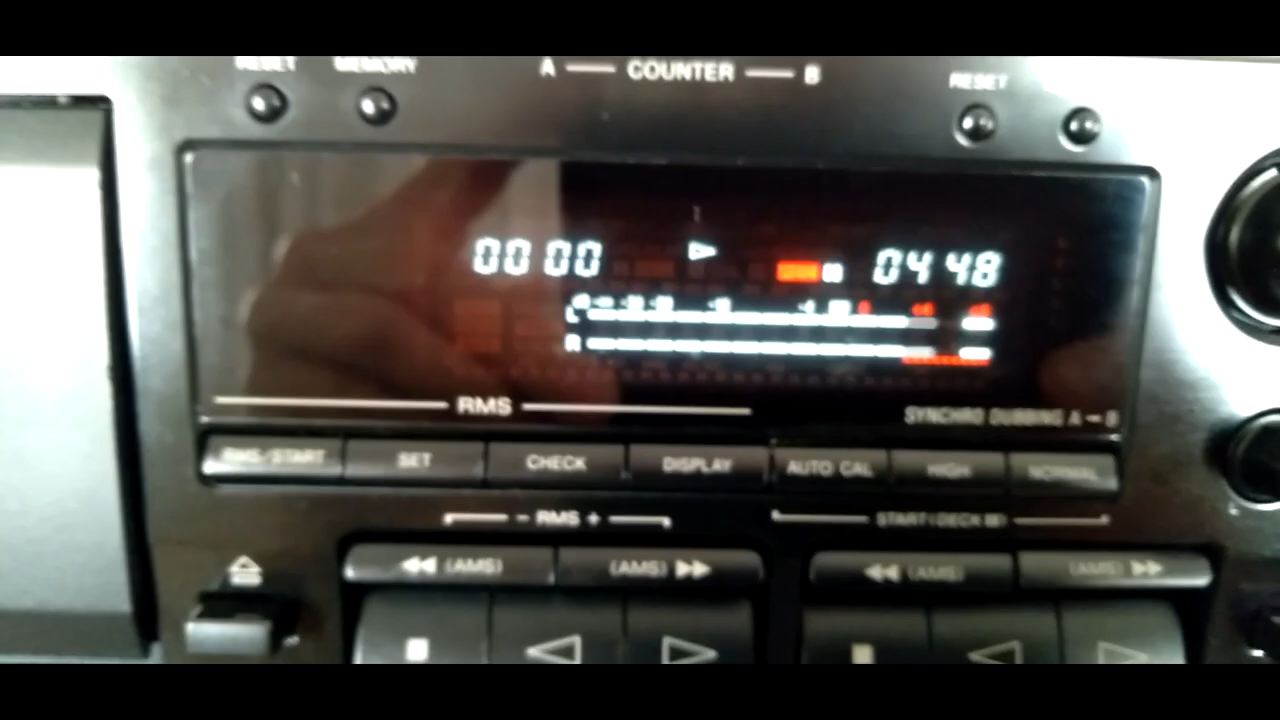 RESET MEMORY A COUNTER B RESET
00 00 04 48
L
R
RMS
SYNCHRO DUBBING A - B
RMS/START SET CHECK DISPLAY AUTO CAL HIGH NORMAL
- RMS + START (DECK B)
(AMS) (AMS) (AMS) (AMS)